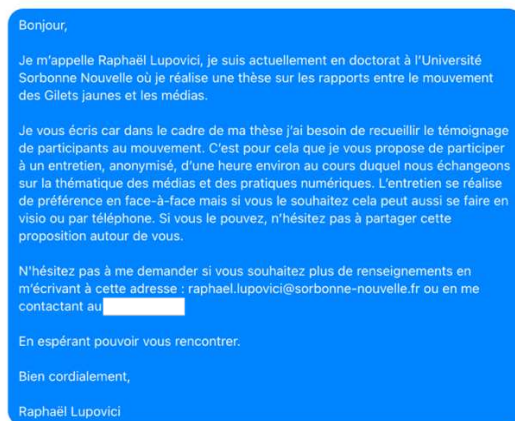 Bonjour,
Je m'appelle Raphaël Lupovici, je suis actuellement en doctorat à l'Université
Sorbonne Nouvelle où je réalise une thèse sur les rapports entre le mouvement
des Gilets jaunes et les médias.
Je vous écris car dans le cadre de ma thèse j'ai besoin de recueillir le témoignage
de participants au mouvement. C'est pour cela que je vous propose de participer
à un entretien, anonymisé, d'une heure environ au cours duquel nous échangeons
sur la thématique des médias et des pratiques numériques. L'entretien se réalise
de préférence en face-à-face mais si vous le souhaitez cela peut aussi se faire en
visio ou par téléphone. Si vous le pouvez, n'hésitez pas à partager cette
proposition autour de vous.
N'hésitez pas à me demander si vous souhaitez plus de renseignements en
m'écrivant à cette adresse : raphael.lupovici@sorbonne-nouvelle.fr ou en me
contactant au
En espérant pouvoir vous rencontrer.
Bien cordialement,
Raphaël Lupovici